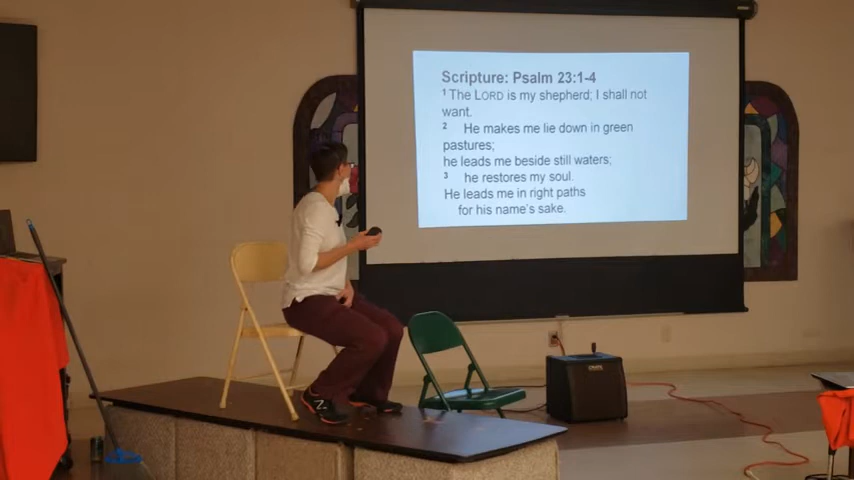 Scripture: Psalm 23:1-4
1 The LORD is my shepherd; I shall not
want.
2 He makes me lie down in green
pastures;
he leads me beside still waters;
3 he restores my soul.
He leads me in right paths
for his name's sake.
N